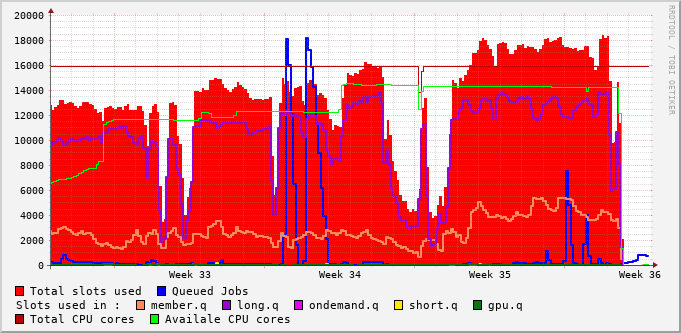 20000
18000
16000
14000
12000
10000
8000
6000
4000
2000
0
Week 33 Week 34 Week 35 Week 36
RRDTOOL / TOBI OETIKER
Total slots used Queued Jobs
Slots used in : member.q long.q ondemand.q short.q gpu.q
Total CPU cores Availale CPU cores